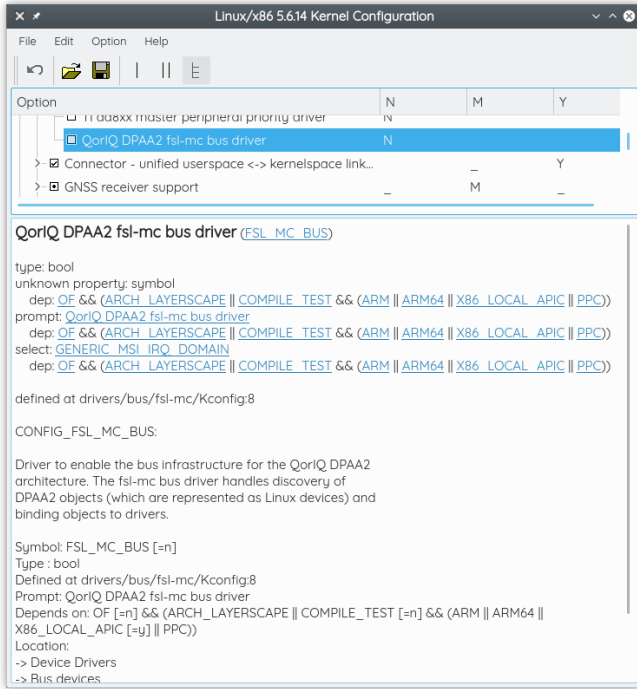 Linux/x86 5.6.14 Kernel Configuration
File Edit Option Help
Option N M Y
TI da8xx master peripheral priority driver N
QorIQ DPAA2 fsl-mc bus driver N
Connector - unified userspace <-> kernelspace link... _ Y
GNSS receiver support _ M _
QorIQ DPAA2 fsl-mc bus driver (FSL_MC_BUS)
type: bool
unknown property: symbol
dep: OF && (ARCH_LAYERSCAPE || COMPILE_TEST && (ARM || ARM64 || X86_LOCAL_APIC || PPC))
prompt: QorIQ DPAA2 fsl-mc bus driver
dep: OF && (ARCH_LAYERSCAPE || COMPILE_TEST && (ARM || ARM64 || X86_LOCAL_APIC || PPC))
select: GENERIC_MSI_IRQ_DOMAIN
dep: OF && (ARCH_LAYERSCAPE || COMPILE_TEST && (ARM || ARM64 || X86_LOCAL_APIC || PPC))
defined at drivers/bus/fsl-mc/Kconfig:8
CONFIG_FSL_MC_BUS:
Driver to enable the bus infrastructure for the QorIQ DPAA2
architecture. The fsl-mc bus driver handles discovery of
DPAA2 objects (which are represented as Linux devices) and
binding objects to drivers.
Symbol: FSL_MC_BUS [=n]
Type : bool
Defined at drivers/bus/fsl-mc/Kconfig:8
Prompt: QorIQ DPAA2 fsl-mc bus driver
Depends on: OF [=n] && (ARCH_LAYERSCAPE || COMPILE_TEST [=n] && (ARM || ARM64 ||
X86_LOCAL_APIC [=y] || PPC))
Location:
-> Device Drivers
-> Bus devices